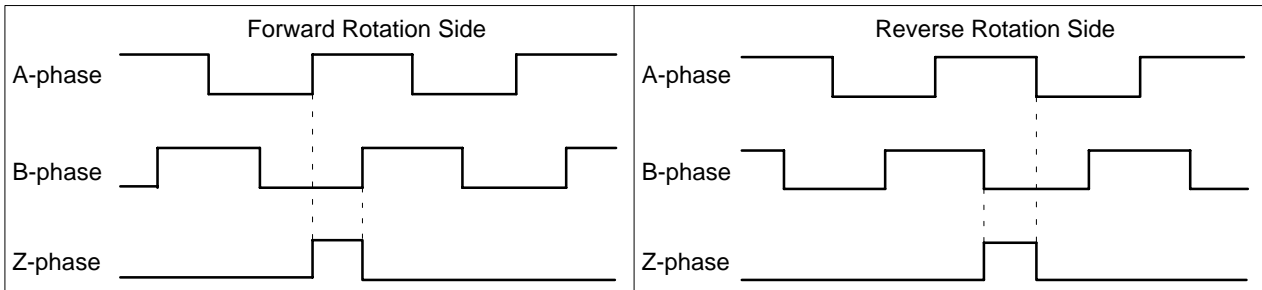 Forward Rotation Side
A-phase
B-phase
Z-phase
Reverse Rotation Side
A-phase
B-phase
Z-phase